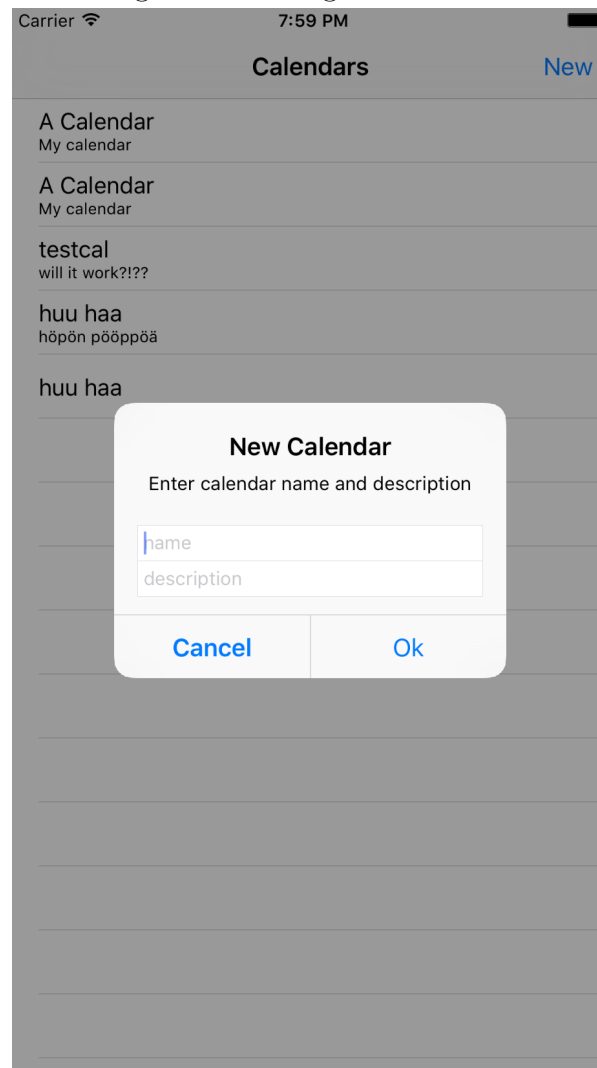 Carrier 7:59 PM
Calendars New
A Calendar
My calendar
A Calendar
My calendar
testcal
will it work?!??
huu haa
höpön pööppöä
huu haa
New Calendar
Enter calendar name and description
name
description
Cancel Ok